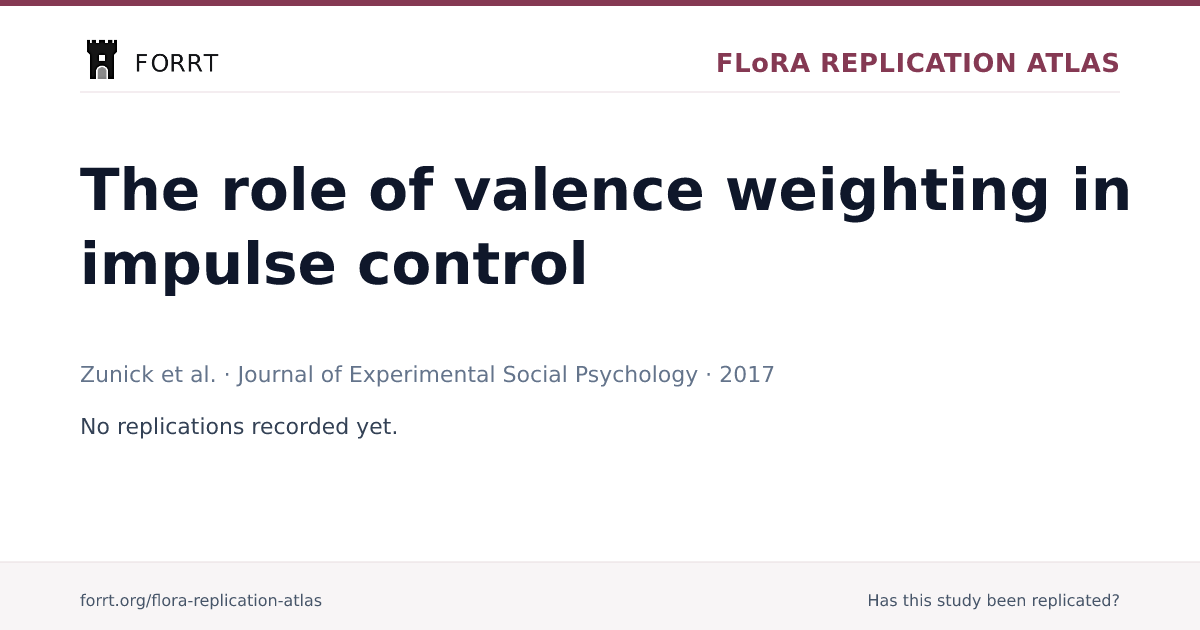 FORRT
FLoRA REPLICATION ATLAS
The role of valence weighting in
impulse control
Zunick et al. · Journal of Experimental Social Psychology · 2017
No replications recorded yet.
forrt.org/flora-replication-atlas
Has this study been replicated?